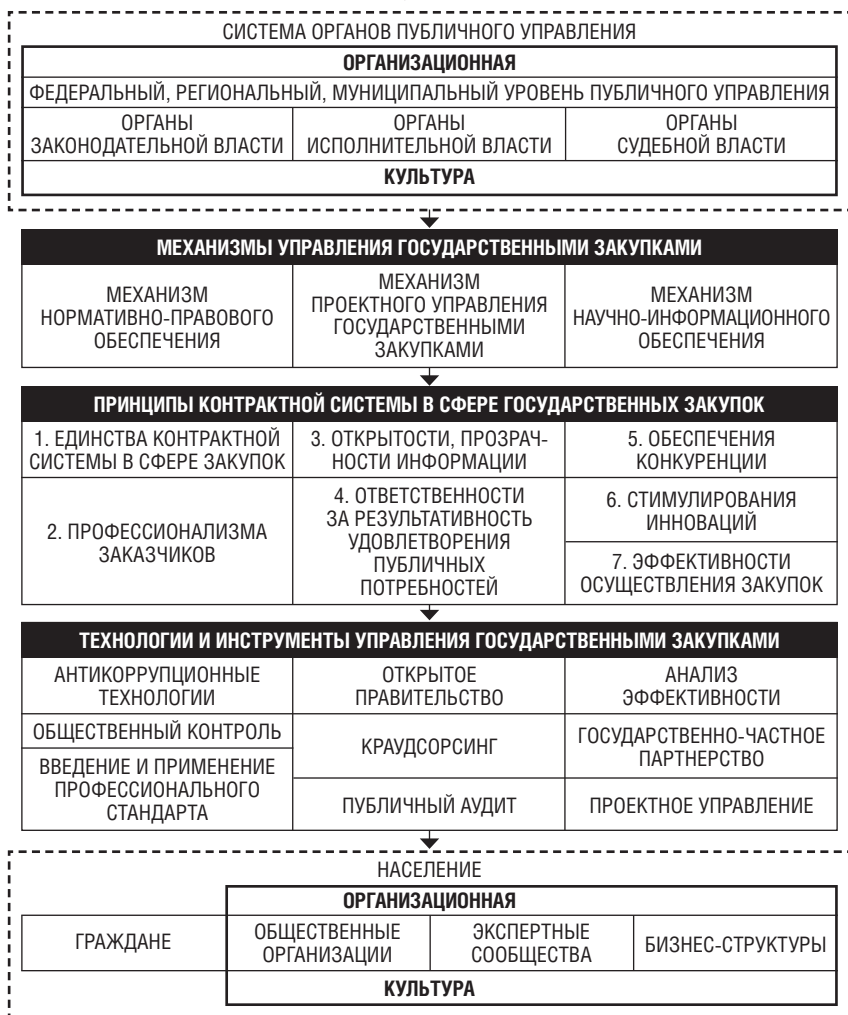 СИСТЕМА ОРГАНОВ ПУБЛИЧНОГО УПРАВЛЕНИЯ
ОРГАНИЗАЦИОННАЯ
ФЕДЕРАЛЬНЫЙ, РЕГИОНАЛЬНЫЙ, МУНИЦИПАЛЬНЫЙ УРОВЕНЬ ПУБЛИЧНОГО УПРАВЛЕНИЯ
ОРГАНЫ
ЗАКОНОДАТЕЛЬНОЙ ВЛАСТИ
ОРГАНЫ
ИСПОЛНИТЕЛЬНОЙ ВЛАСТИ
ОРГАНЫ
СУДЕБНОЙ ВЛАСТИ
КУЛЬТУРА
МЕХАНИЗМЫ УПРАВЛЕНИЯ ГОСУДАРСТВЕННЫМИ ЗАКУПКАМИ
МЕХАНИЗМ
НОРМАТИВНО-ПРАВОВОГО
ОБЕСПЕЧЕНИЯ
МЕХАНИЗМ
ПРОЕКТНОГО УПРАВЛЕНИЯ
ГОСУДАРСТВЕННЫМИ
ЗАКУПКАМИ
МЕХАНИЗМ
НАУЧНО-ИНФОРМАЦИОННОГО
ОБЕСПЕЧЕНИЯ
ПРИНЦИПЫ КОНТРАКТНОЙ СИСТЕМЫ В СФЕРЕ ГОСУДАРСТВЕННЫХ ЗАКУПОК
1. ЕДИНСТВА КОНТРАКТНОЙ
СИСТЕМЫ В СФЕРЕ ЗАКУПОК
2. ПРОФЕССИОНАЛИЗМА
ЗАКАЗЧИКОВ
3. ОТКРЫТОСТИ, ПРОЗРАЧ-
НОСТИ ИНФОРМАЦИИ
4. ОТВЕТСТВЕННОСТИ
ЗА РЕЗУЛЬТАТИВНОСТЬ
УДОВЛЕТВОРЕНИЯ
ПУБЛИЧНЫХ
ПОТРЕБНОСТЕЙ
5. ОБЕСПЕЧЕНИЯ
КОНКУРЕНЦИИ
6. СТИМУЛИРОВАНИЯ
ИННОВАЦИЙ
7. ЭФФЕКТИВНОСТИ
ОСУЩЕСТВЛЕНИЯ ЗАКУПОК
ТЕХНОЛОГИИ И ИНСТРУМЕНТЫ УПРАВЛЕНИЯ ГОСУДАРСТВЕННЫМИ ЗАКУПКАМИ
АНТИКОРРУПЦИОННЫЕ
ТЕХНОЛОГИИ
ОБЩЕСТВЕННЫЙ КОНТРОЛЬ
ВВЕДЕНИЕ И ПРИМЕНЕНИЕ
ПРОФЕССИОНАЛЬНОГО
СТАНДАРТА
ОТКРЫТОЕ
ПРАВИТЕЛЬСТВО
КРАУДСОРСИНГ
ПУБЛИЧНЫЙ АУДИТ
АНАЛИЗ
ЭФФЕКТИВНОСТИ
ГОСУДАРСТВЕННО-ЧАСТНОЕ
ПАРТНЕРСТВО
ПРОЕКТНОЕ УПРАВЛЕНИЕ
НАСЕЛЕНИЕ
ОРГАНИЗАЦИОННАЯ
ГРАЖДАНЕ
ОБЩЕСТВЕННЫЕ
ОРГАНИЗАЦИИ
ЭКСПЕРТНЫЕ
СООБЩЕСТВА
БИЗНЕС-СТРУКТУРЫ
КУЛЬТУРА